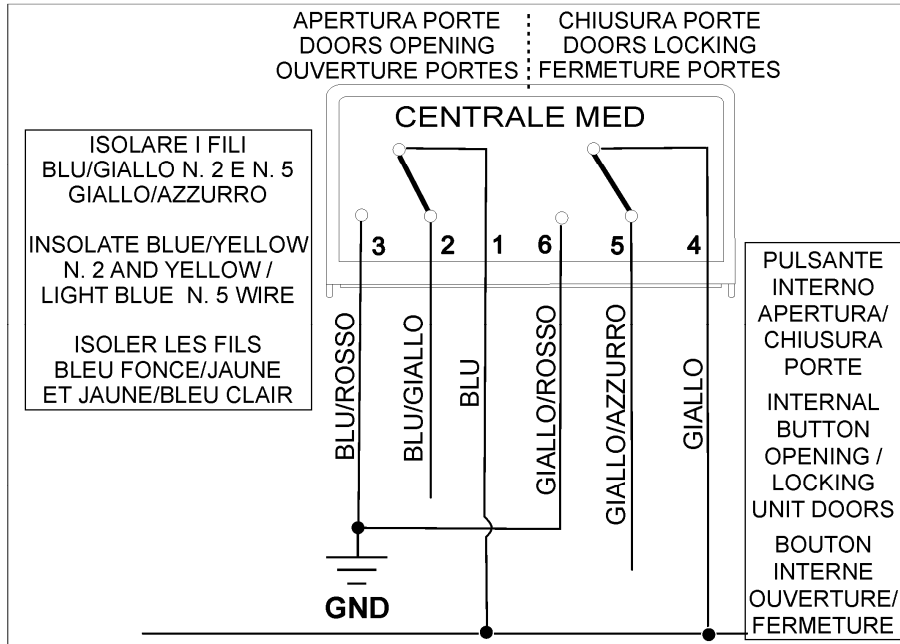 APERTURA PORTE
DOORS OPENING
OUVERTURE PORTES
CHIUSURA PORTE
DOORS LOCKING
FERMETURE PORTES
CENTRALE MED
ISOLARE I FILI
BLU/GIALLO N. 2 E N. 5
GIALLO/AZZURRO
INSOLATE BLUE/YELLOW
N. 2 AND YELLOW /
LIGHT BLUE N. 5 WIRE
ISOLER LES FILS
BLEU FONCE/JAUNE
ET JAUNE/BLEU CLAIR
3 2 1 6 5 4
BLU/ROSSO
BLU/GIALLO
BLU
GIALLO/ROSSO
GIALLO/AZZURRO
GIALLO
GND
PULSANTE
INTERNO
APERTURA/
CHIUSURA
PORTE
INTERNAL
BUTTON
OPENING /
LOCKING
UNIT DOORS
BOUTON
INTERNE
OUVERTURE/
FERMETURE